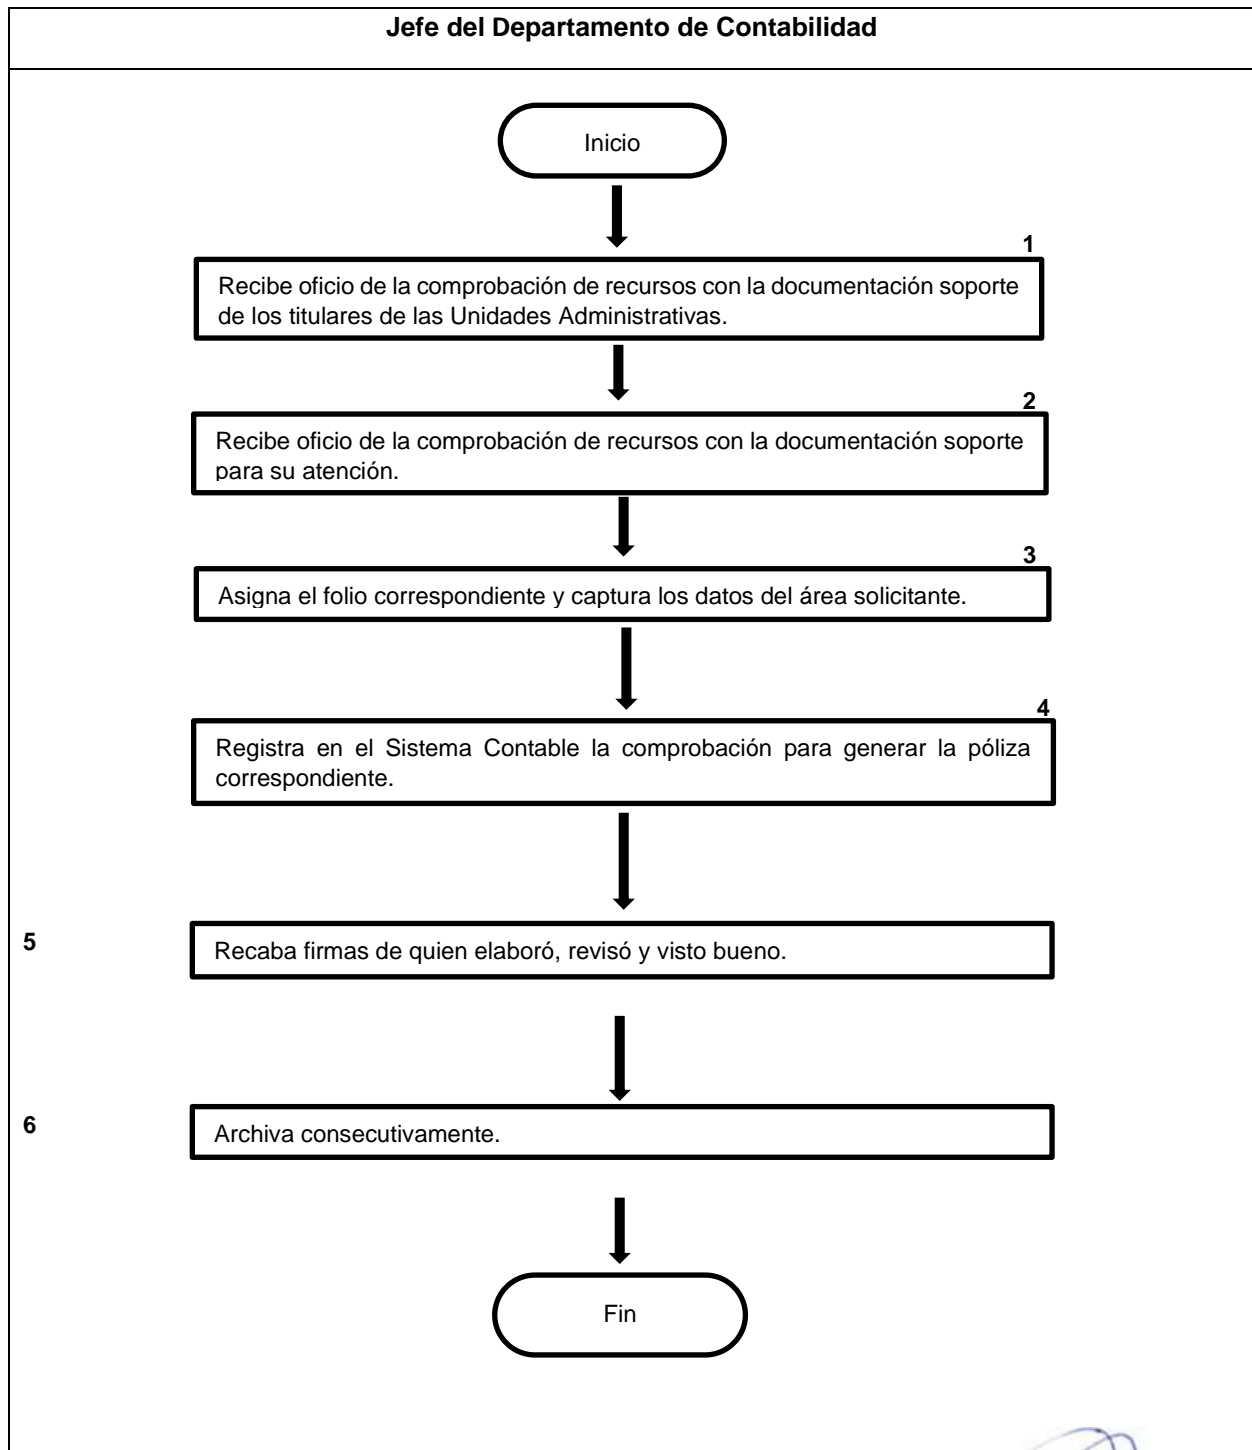 Jefe del Departamento de Contabilidad
Inicio
1
Recibe oficio de la comprobación de recursos con la documentación soporte
de los titulares de las Unidades Administrativas.
2
Recibe oficio de la comprobación de recursos con la documentación soporte
para su atención.
3
Asigna el folio correspondiente y captura los datos del área solicitante.
4
Registra en el Sistema Contable la comprobación para generar la póliza
correspondiente.
5
Recaba firmas de quien elaboró, revisó y visto bueno.
6
Archiva consecutivamente.
Fin